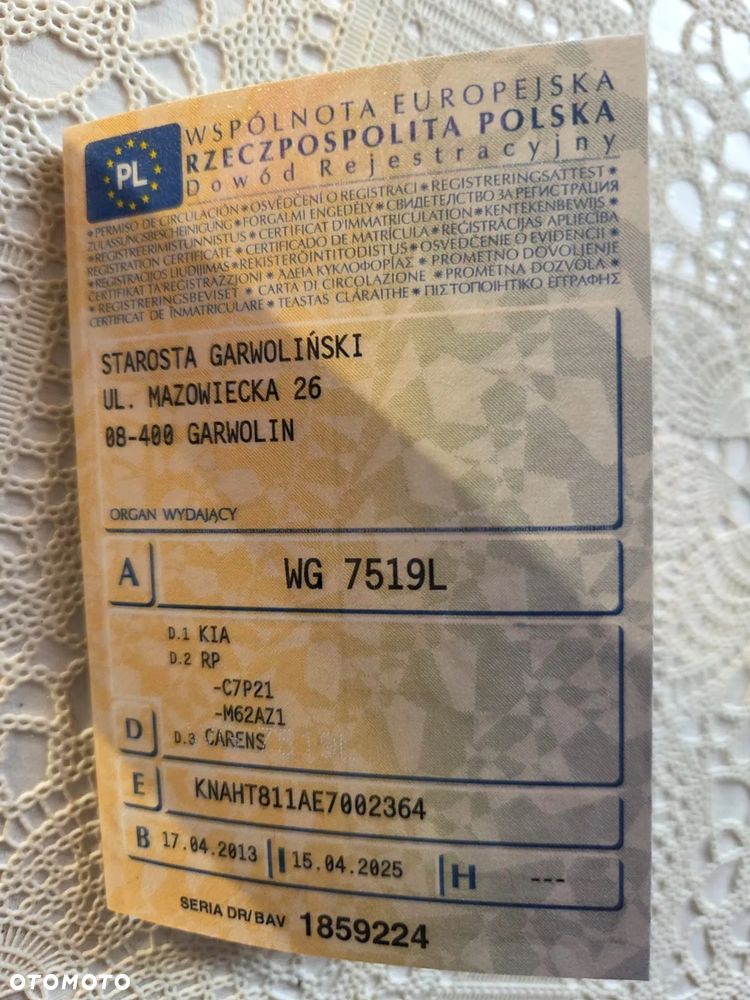 PL
WSPÓLNOTA EUROPEJSKA
RZECZPOSPOLITA POLSKA
Dowód Rejestracyjny
*PERMISO DE CIRCULACIÓN*OSVĚDČENÍ O REGISTRACI*REGISTRERINGSATTEST*
ZULASSUNGSBESCHEINIGUNG*FORGALMI ENGEDÉLY*СВИДЕТЕЛСТВО ЗА РЕГИСТРАЦИЯ
*REGISTREERIMISTUNNISTUS*CERTIFICAT D'IMMATRICULATION*KENTEKENBEWIJS*
REGISTRATION CERTIFICATE*CERTIFICADO DE MATRÍCULA*REĢISTRĀCIJAS APLIECĪBA
*REGISTRACIJOS LIUDIJIMAS*REKISTERÖINTITODISTUS*OSVEDČENIE O EVIDENCII*
ĊERTIFIKAT TA'REĠISTRAZZJONI*ΑΔΕΙΑ ΚΥΚΛΟΦΟΡΙΑΣ*PROMETNO DOVOLJENJE
*REGISTRERINGSBEVISET*CARTA DI CIRCOLAZIONE*PROMETNA DOZVOLA*
CERTIFICAT DE ÎNMATRICULARE*TEASTAS CLÁRAITHE*ΠΙΣΤΟΠΟΙΗΤΙΚΟ ΕΓΓΡΑΦΗΣ
STAROSTA GARWOLIŃSKI
UL. MAZOWIECKA 26
08-400 GARWOLIN
ORGAN WYDAJĄCY
A WG 7519L
D.1 KIA
D.2 RP
-C7P21
-M62AZ1
D D.3 CARENS
E KNAHT811AE7002364
B 17.04.2013 I 15.04.2025 H ---
SERIA DR/BAV 1859224
OTOMOTO